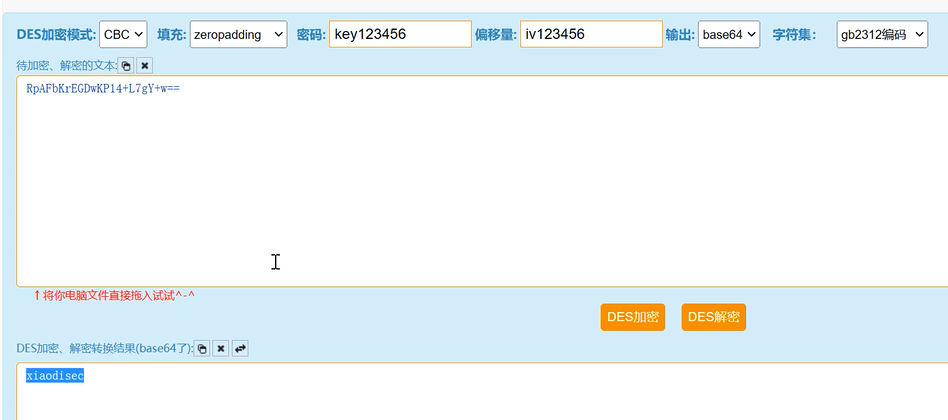 DES加密模式: CBC 填充: zeropadding 密码: key123456 偏移量: iv123456 输出: base64 字符集: gb2312编码
待加密、解密的文本:
RpAFbKrEGDwKP14+L7gY+w==
↑将你电脑文件直接拖入试试^-^
DES加密 DES解密
DES加密、解密转换结果(base64了):
xiaodisec